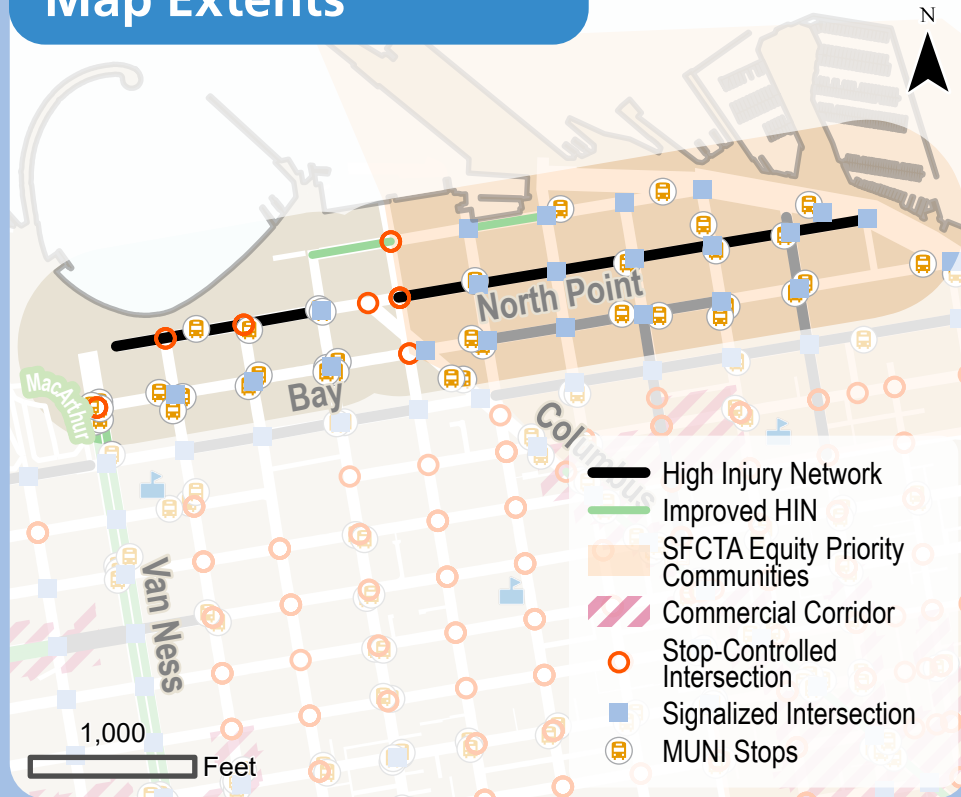 Map Extents
N
North Point
MacArthur
Bay
Columbus
Van Ness
High Injury Network
Improved HIN
SFCTA Equity Priority
Communities
Commercial Corridor
Stop-Controlled
Intersection
Signalized Intersection
MUNI Stops
1,000
Feet